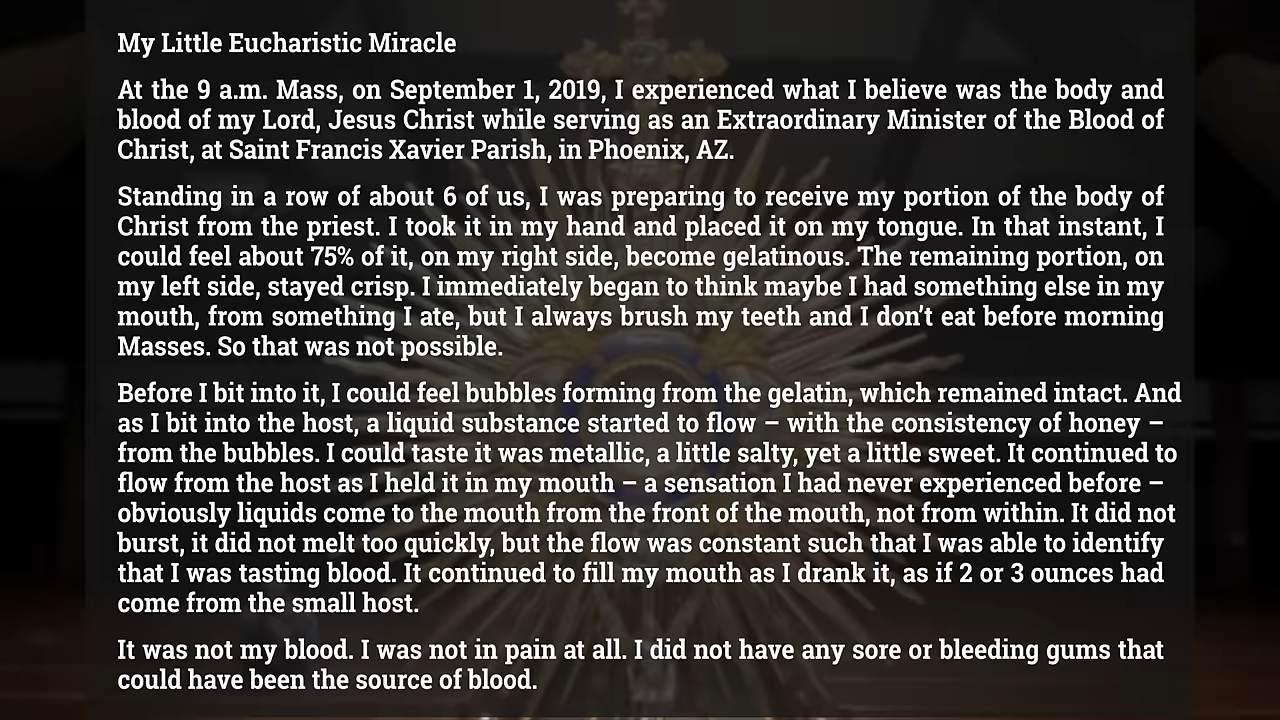 My Little Eucharistic Miracle
At the 9 a.m. Mass, on September 1, 2019, I experienced what I believe was the body and
blood of my Lord, Jesus Christ while serving as an Extraordinary Minister of the Blood of
Christ, at Saint Francis Xavier Parish, in Phoenix, AZ.
Standing in a row of about 6 of us, I was preparing to receive my portion of the body of
Christ from the priest. I took it in my hand and placed it on my tongue. In that instant, I
could feel about 75% of it, on my right side, become gelatinous. The remaining portion, on
my left side, stayed crisp. I immediately began to think maybe I had something else in my
mouth, from something I ate, but I always brush my teeth and I don’t eat before morning
Masses. So that was not possible.
Before I bit into it, I could feel bubbles forming from the gelatin, which remained intact. And
as I bit into the host, a liquid substance started to flow – with the consistency of honey –
from the bubbles. I could taste it was metallic, a little salty, yet a little sweet. It continued to
flow from the host as I held it in my mouth – a sensation I had never experienced before –
obviously liquids come to the mouth from the front of the mouth, not from within. It did not
burst, it did not melt too quickly, but the flow was constant such that I was able to identify
that I was tasting blood. It continued to fill my mouth as I drank it, as if 2 or 3 ounces had
come from the small host.
It was not my blood. I was not in pain at all. I did not have any sore or bleeding gums that
could have been the source of blood.